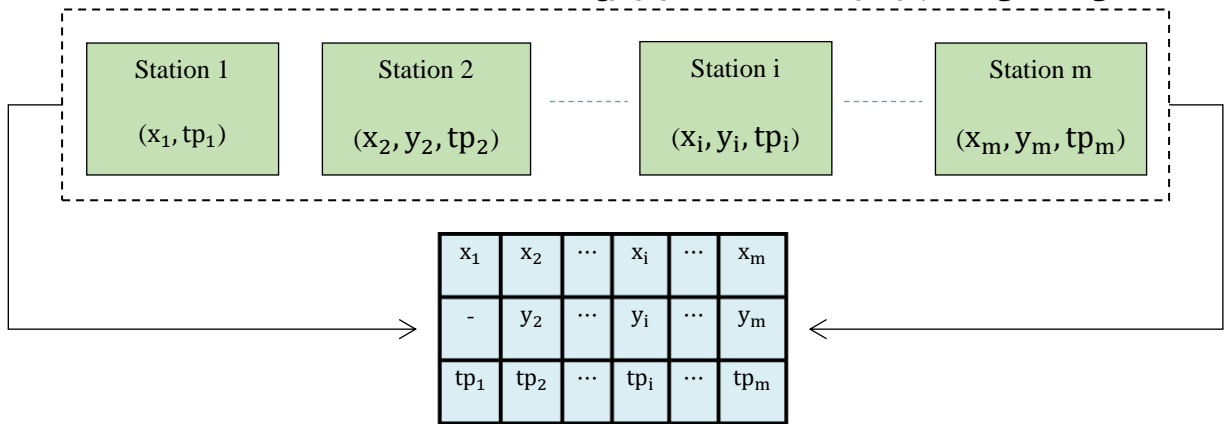 Station 1
Station 2
Station i
Station m
(x₁, tp₁)
(x₂, y₂, tp₂)
(xᵢ, yᵢ, tpᵢ)
(xₘ, yₘ, tpₘ)
x₁ x₂ ⋯ xᵢ ⋯ xₘ
- y₂ ⋯ yᵢ ⋯ yₘ
tp₁ tp₂ ⋯ tpᵢ ⋯ tpₘ